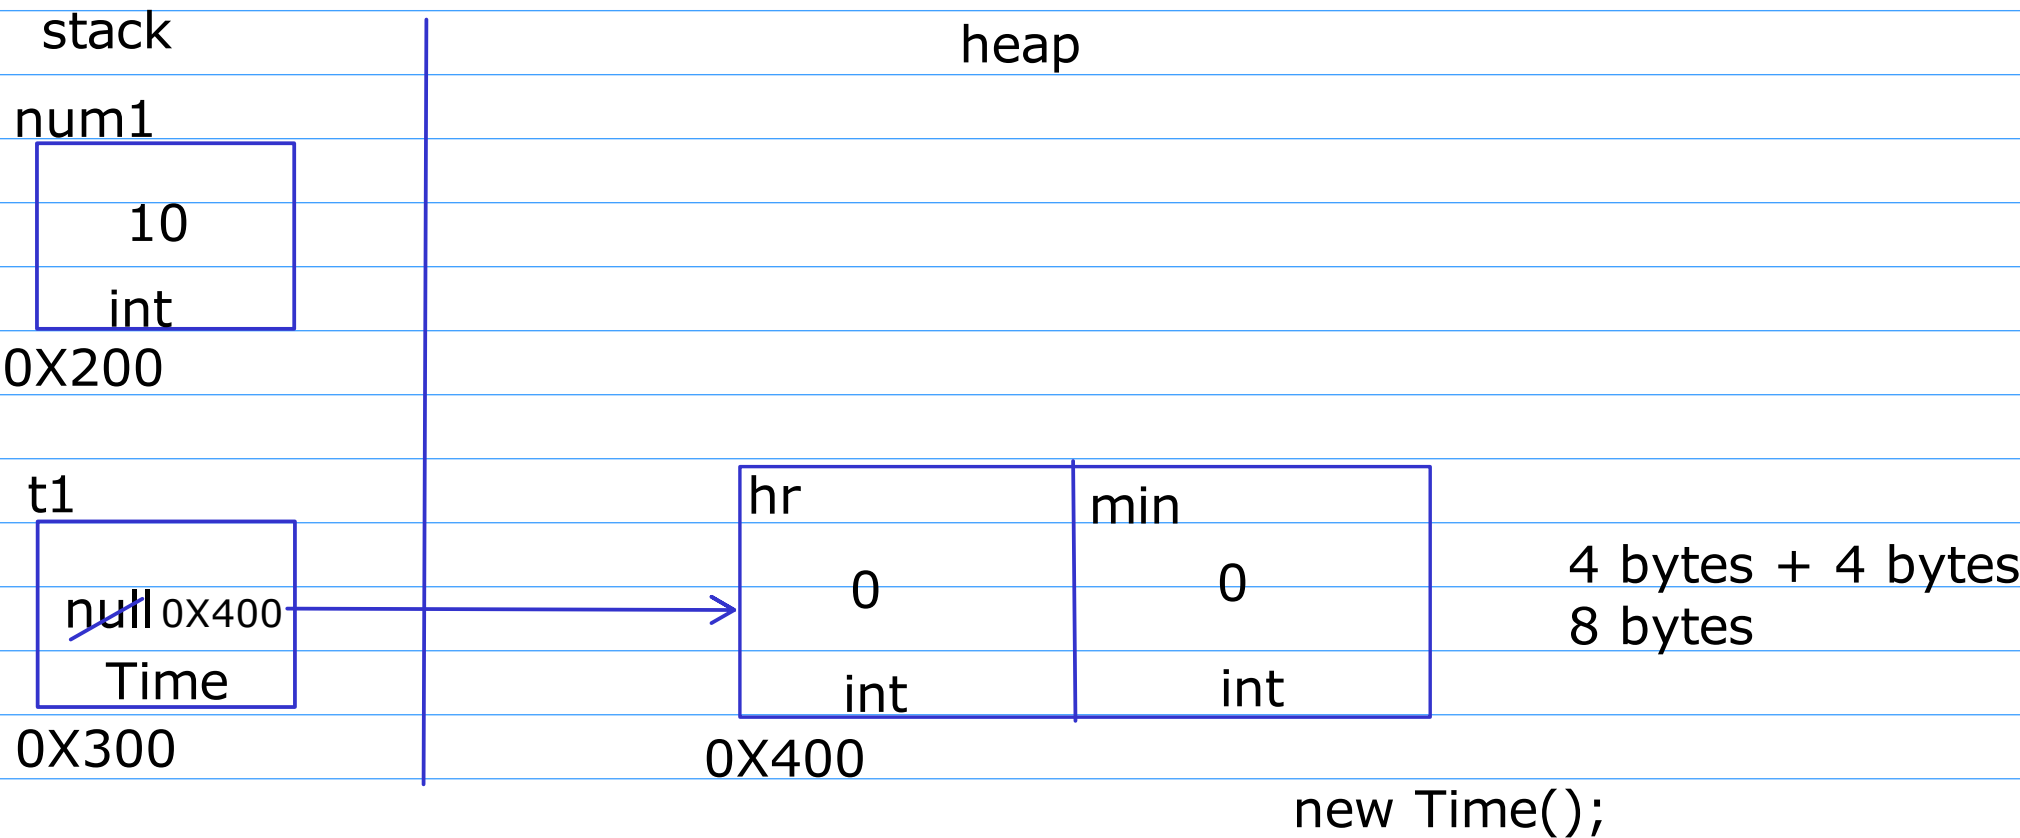 stack
heap
num1
10
int
0X200
t1
null 0X400
Time
0X300
hr
0
int
min
0
int
0X400
4 bytes + 4 bytes
8 bytes
new Time();